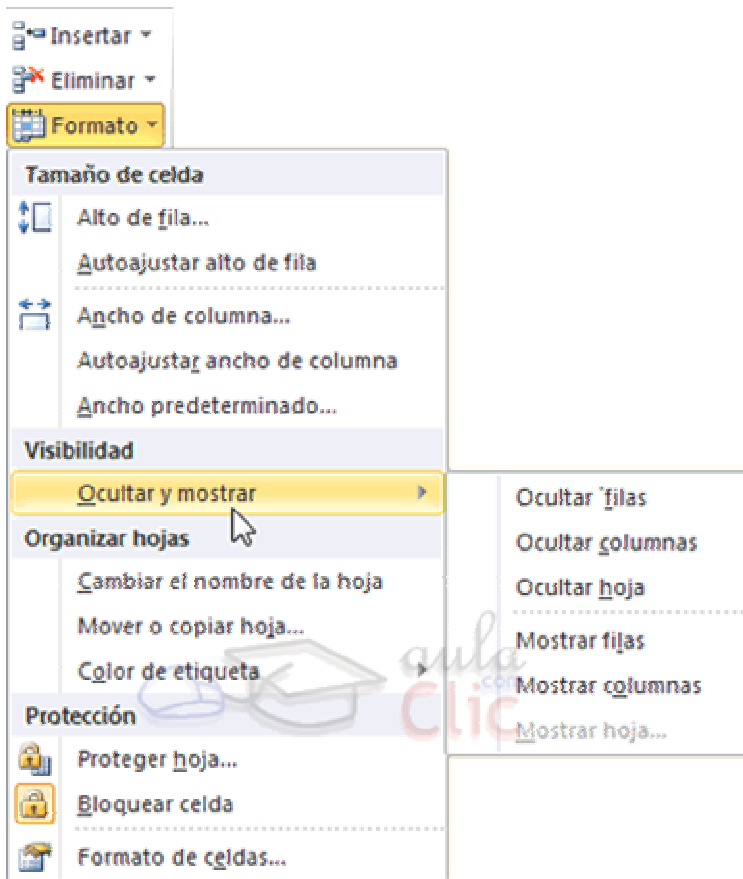 Insertar
Eliminar
Formato
Tamaño de celda
Alto de fila...
Autoajustar alto de fila
Ancho de columna...
Autoajustar ancho de columna
Ancho predeterminado...
Visibilidad
Ocultar y mostrar
Organizar hojas
Cambiar el nombre de la hoja
Mover o copiar hoja...
Color de etiqueta
Protección
Proteger hoja...
Bloquear celda
Formato de celdas...
Ocultar filas
Ocultar columnas
Ocultar hoja
Mostrar filas
Mostrar columnas
Mostrar hoja...
aula
con
Clic